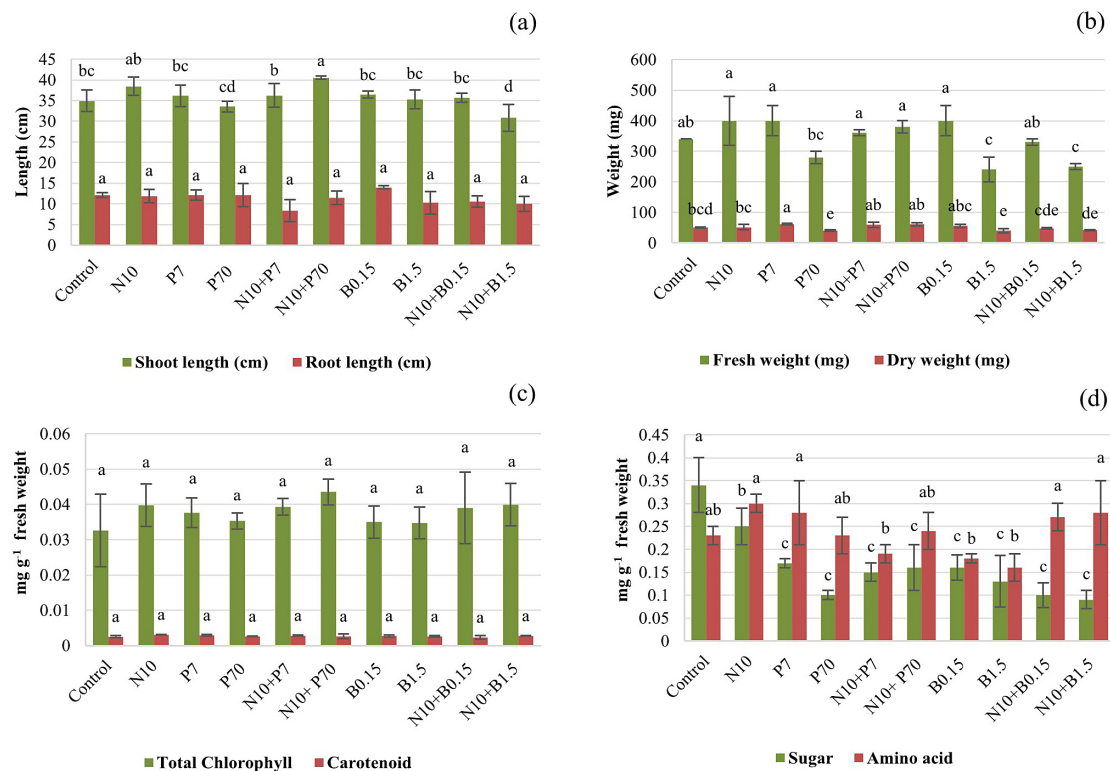 (a)
45
40
35
30
25
20
15
10
5
0
Length (cm)
bc ab bc cd b a bc bc bc d
a a a a a a a a a a
Control N10 P7 P70 N10+P7 N10+P70 B0.15 B1.5 N10+B0.15 N10+B1.5
Shoot length (cm) Root length (cm)
(b)
600
500
400
300
200
100
0
Weight (mg)
ab a a bc a a a c ab c
bcd bc a e ab ab abc e cde de
Control N10 P7 P70 N10+P7 N10+P70 B0.15 B1.5 N10+B0.15 N10+B1.5
Fresh weight (mg) Dry weight (mg)
(c)
0.06
0.05
0.04
0.03
0.02
0.01
0
mg g⁻¹ fresh weight
a a a a a a a a a a
a a a a a a a a a a
Control N10 P7 P70 N10+P7 N10+ P70 B0.15 B1.5 N10+B0.15 N10+B1.5
Total Chlorophyll Carotenoid
(d)
0.45
0.4
0.35
0.3
0.25
0.2
0.15
0.1
0.05
0
mg g⁻¹ fresh weight
a b c c c c c c c c
ab a a ab b ab b b a a
Control N10 P7 P70 N10+P7 N10+ P70 B0.15 B1.5 N10+B0.15 N10+B1.5
Sugar Amino acid